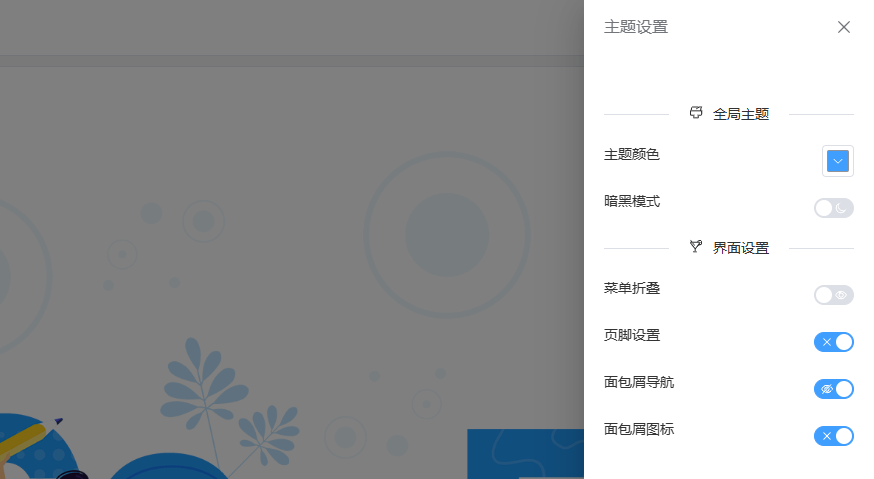 主题设置
全局主题
主题颜色
暗黑模式
界面设置
菜单折叠
页脚设置
面包屑导航
面包屑图标